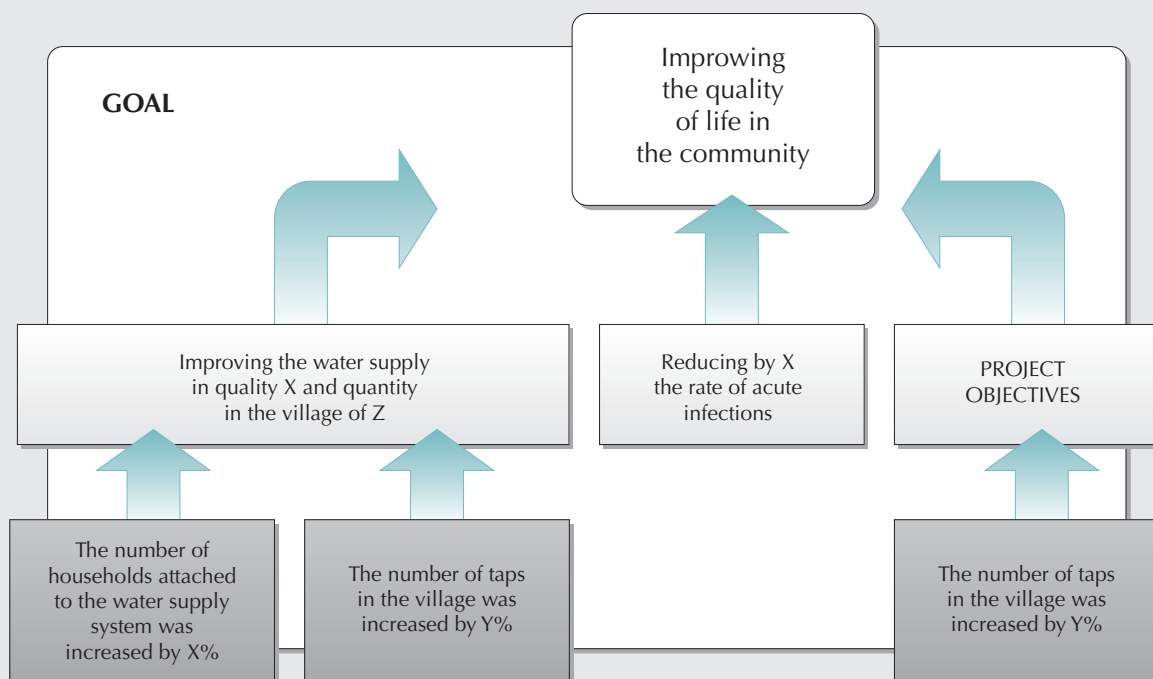 GOAL
Improwing
the quality
of life in
the community
Improving the water supply
in quality X and quantity
in the village of Z
Reducing by X
the rate of acute
infections
PROJECT
OBJECTIVES
The number of
households attached
to the water supply
system was
increased by X%
The number of taps
in the village was
increased by Y%
The number of taps
in the village was
increased by Y%